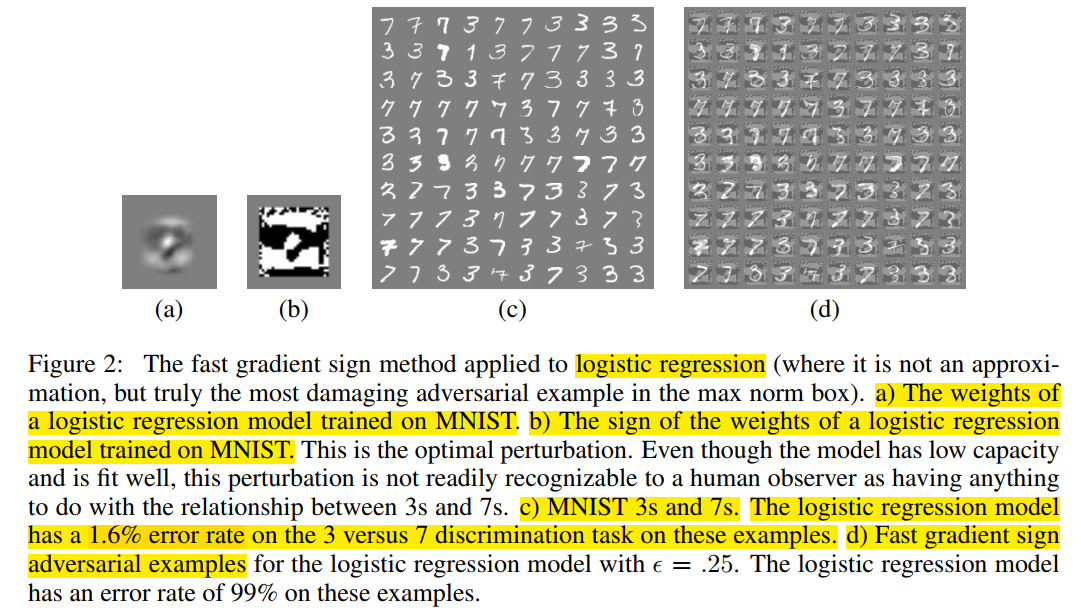 (a)
(b)
(c)
(d)
Figure 2: The fast gradient sign method applied to logistic regression (where it is not an approxi-
mation, but truly the most damaging adversarial example in the max norm box). a) The weights of
a logistic regression model trained on MNIST. b) The sign of the weights of a logistic regression
model trained on MNIST. This is the optimal perturbation. Even though the model has low capacity
and is fit well, this perturbation is not readily recognizable to a human observer as having anything
to do with the relationship between 3s and 7s. c) MNIST 3s and 7s. The logistic regression model
has a 1.6% error rate on the 3 versus 7 discrimination task on these examples. d) Fast gradient sign
adversarial examples for the logistic regression model with ϵ = .25. The logistic regression model
has an error rate of 99% on these examples.